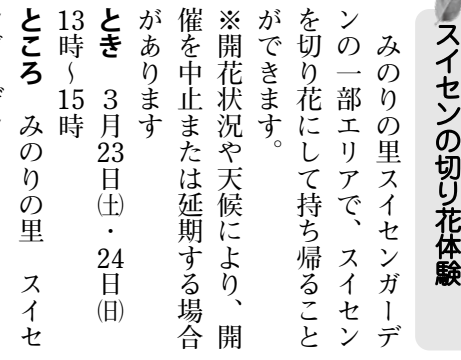 スイセンの切り花体験
みのりの里スイセンガーデ
ンの一部エリアで、スイセン
を切り花にして持ち帰ること
ができます。
※開花状況や天候により、開
催を中止または延期する場合
があります
とき　３月23日㈯・24日㈰
13時～15時
ところ　みのりの里　スイセ